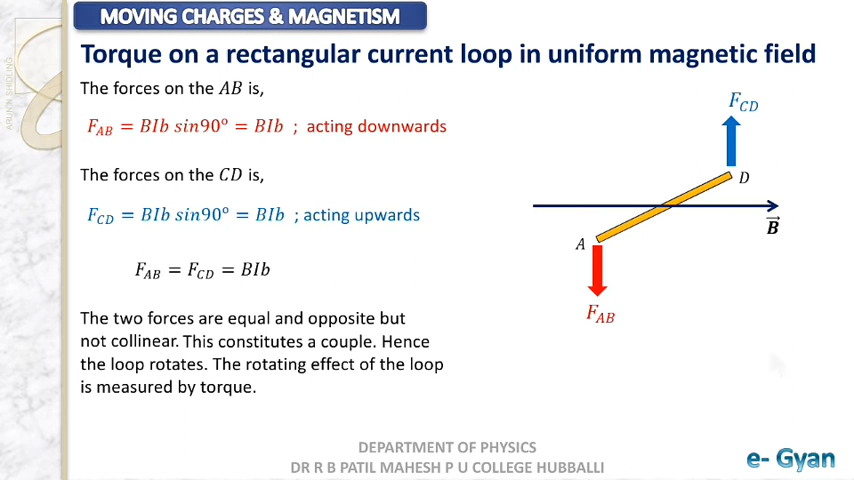 MOVING CHARGES & MAGNETISM
Torque on a rectangular current loop in uniform magnetic field
The forces on the AB is,
F_AB = BIb sin90° = BIb ; acting downwards
The forces on the CD is,
F_CD = BIb sin90° = BIb ; acting upwards
F_AB = F_CD = BIb
The two forces are equal and opposite but
not collinear. This constitutes a couple. Hence
the loop rotates. The rotating effect of the loop
is measured by torque.
F_CD
D
B⃗
A
F_AB
DEPARTMENT OF PHYSICS
DR R B PATIL MAHESH P U COLLEGE HUBBALLI
e- Gyan